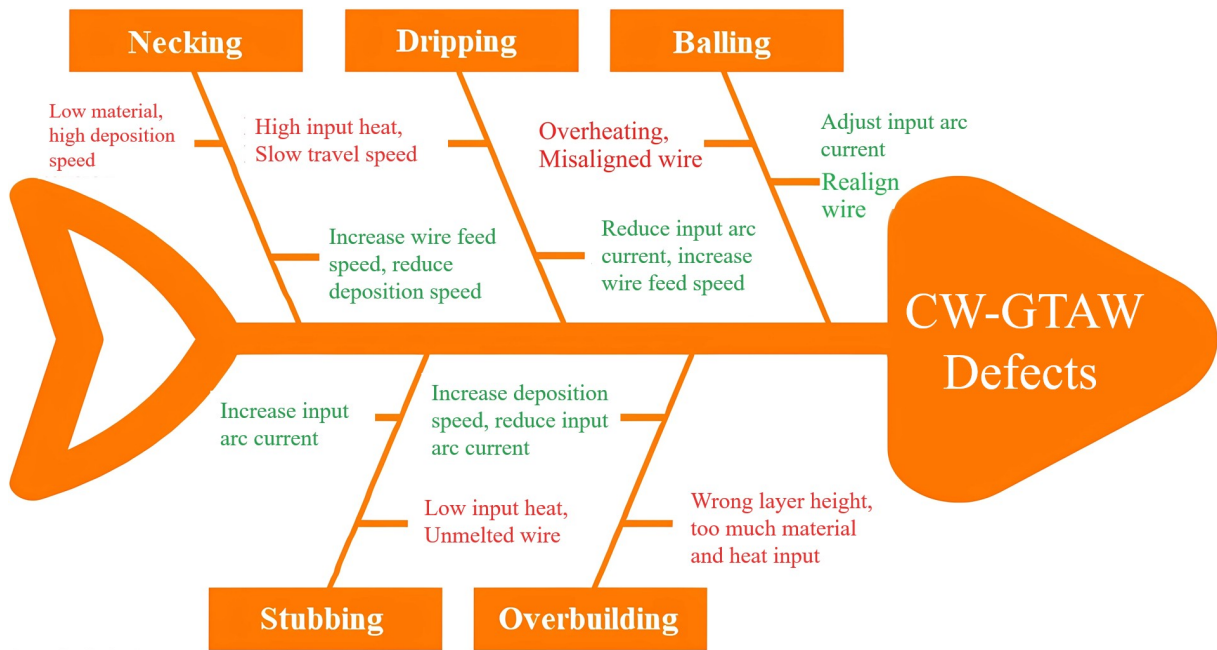 Necking
Dripping
Balling
Low material,
high deposition
speed
High input heat,
Slow travel speed
Overheating,
Misaligned wire
Adjust input arc
current
Realign
wire
Increase wire feed
speed, reduce
deposition speed
Reduce input arc
current, increase
wire feed speed
CW-GTAW
Defects
Increase input
arc current
Increase deposition
speed, reduce input
arc current
Low input heat,
Unmelted wire
Wrong layer height,
too much material
and heat input
Stubbing
Overbuilding